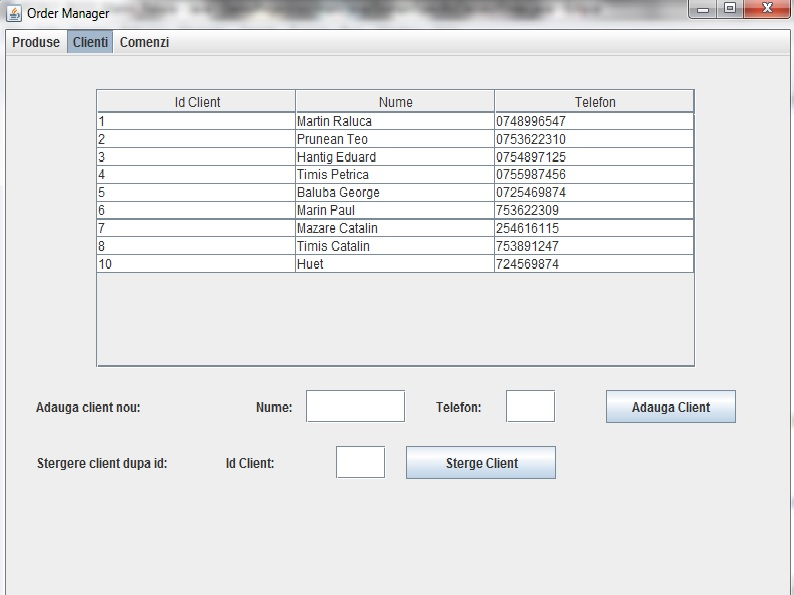 Order Manager
Produse Clienti Comenzi
Id Client Nume Telefon
1 Martin Raluca 0748996547
2 Prunean Teo 0753622310
3 Hantig Eduard 0754897125
4 Timis Petrica 0755987456
5 Baluba George 0725469874
6 Marin Paul 753622309
7 Mazare Catalin 254616115
8 Timis Catalin 753891247
10 Huet 724569874
Adauga client nou: Nume: Telefon: Adauga Client
Stergere client dupa id: Id Client: Sterge Client